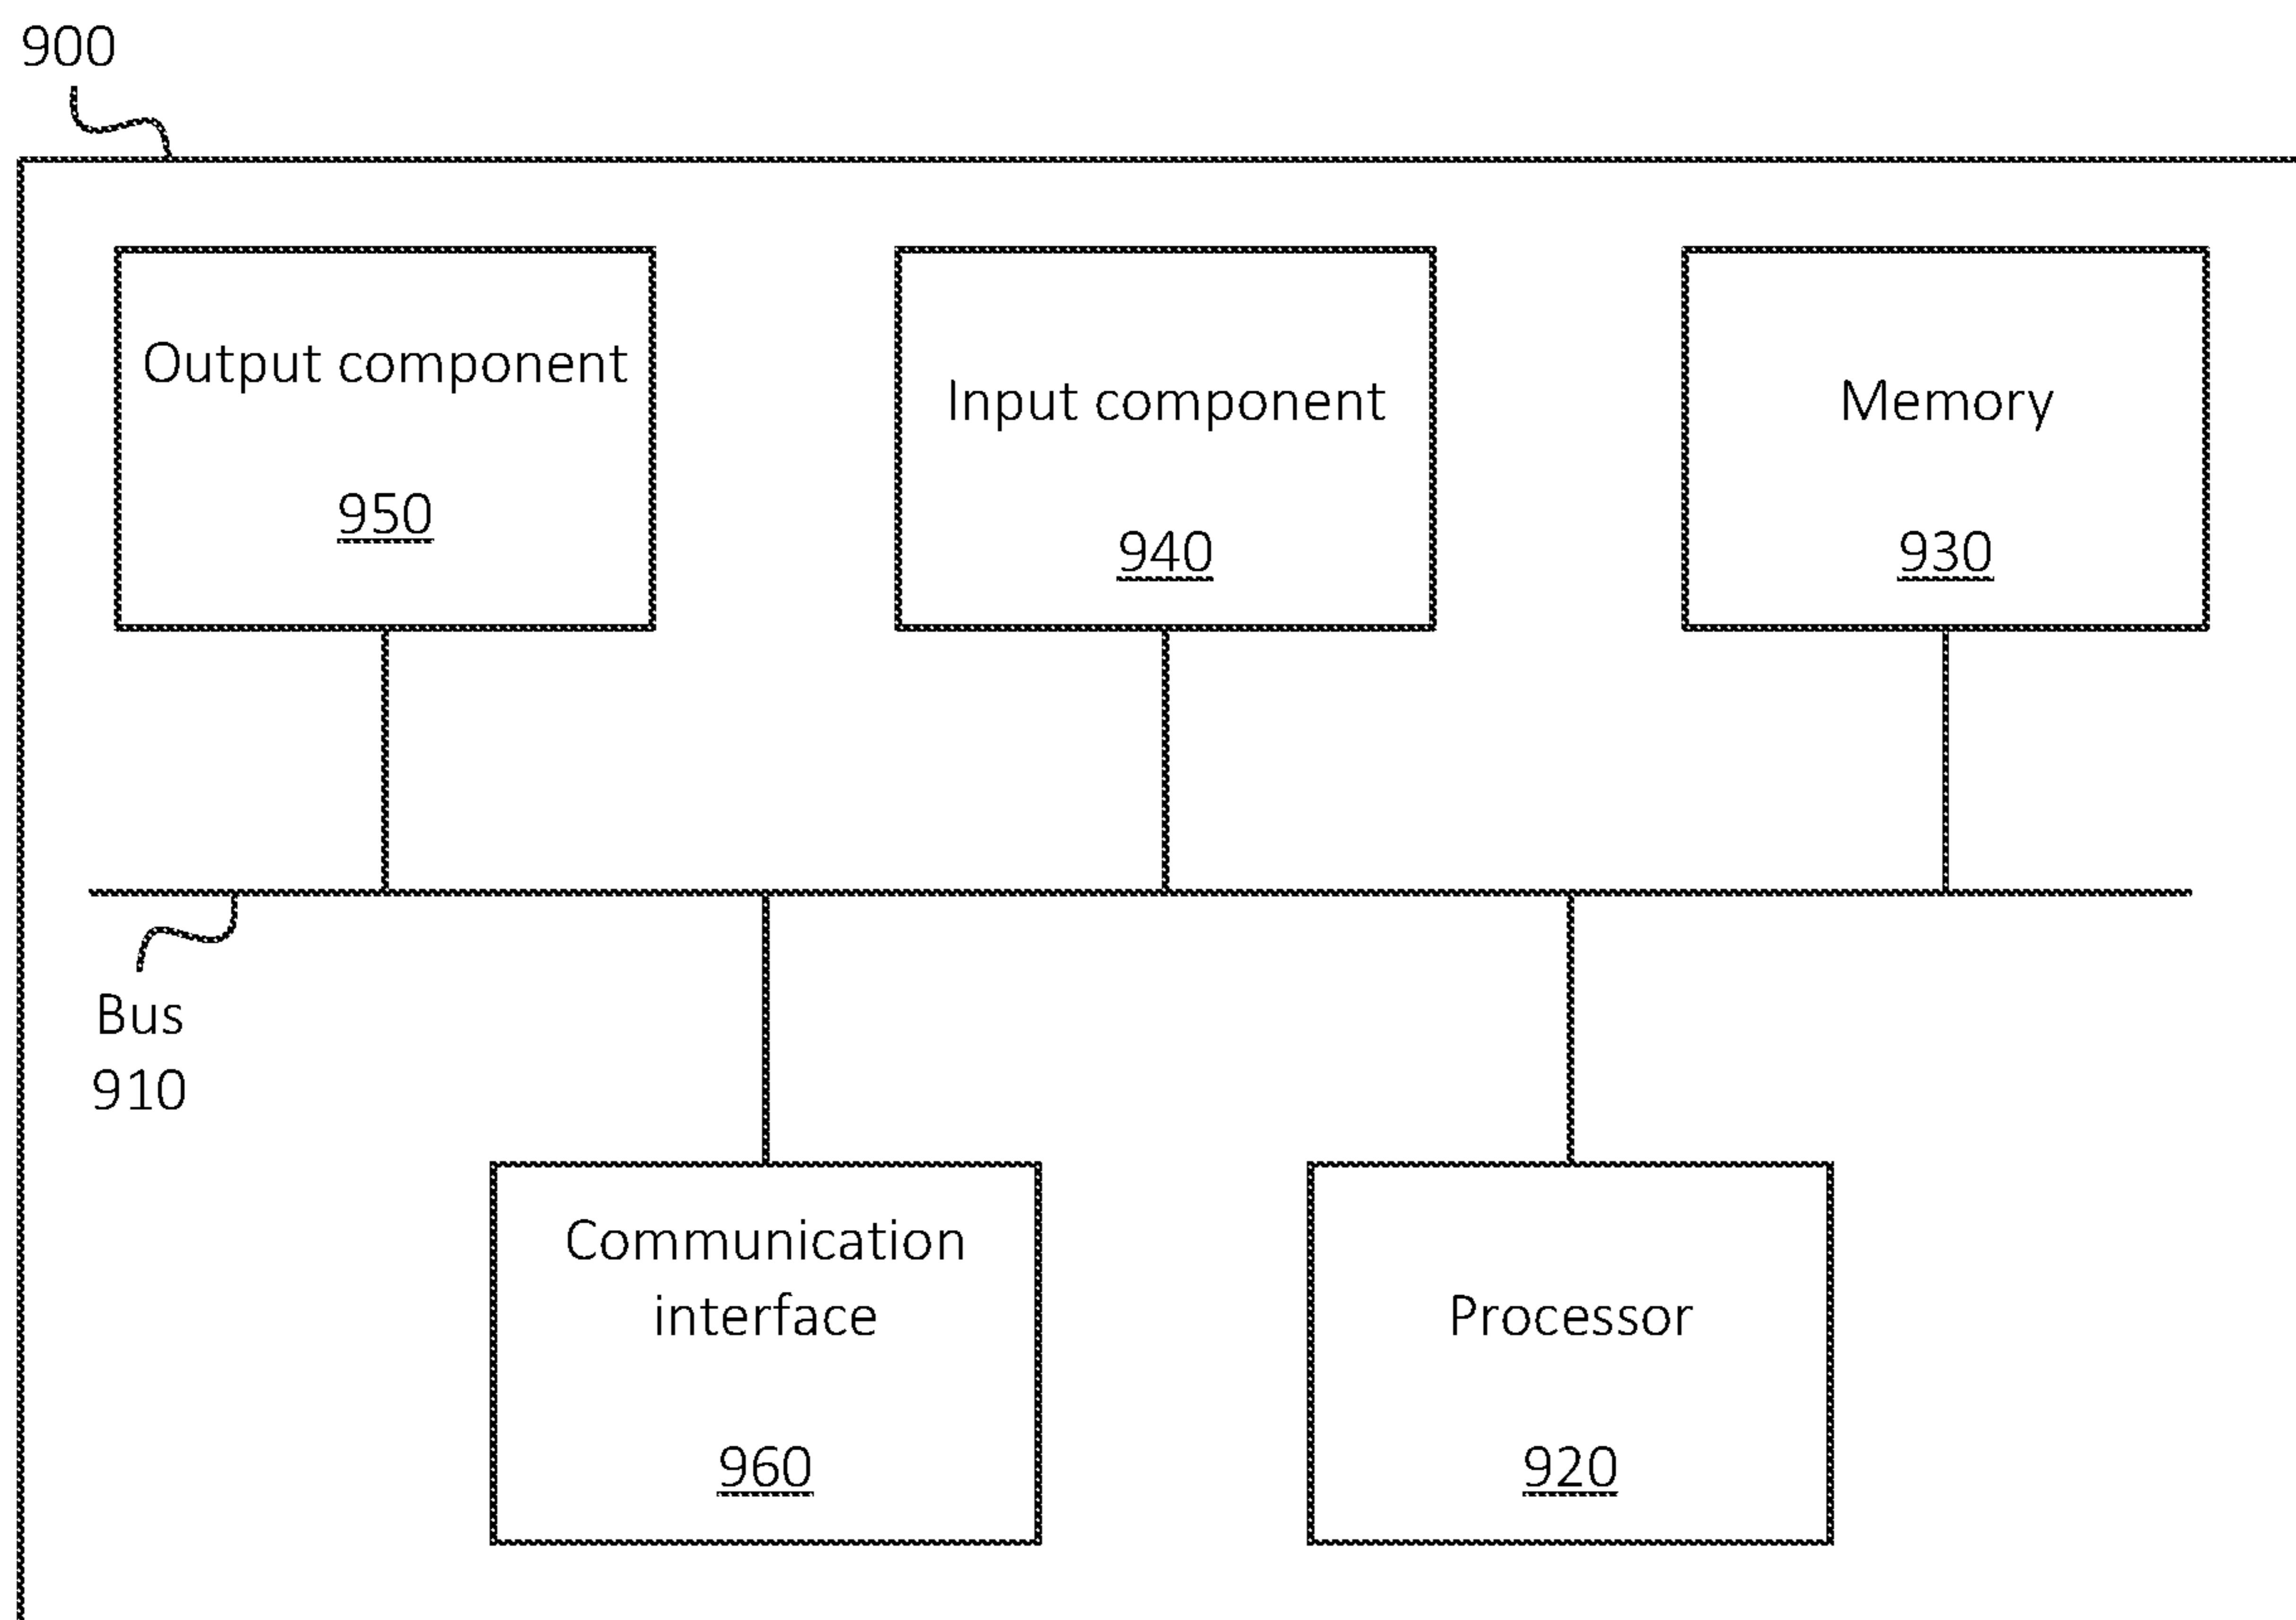 900
Output component
950
Input component
940
Memory
930
Bus
910
Communication
interface
960
Processor
920